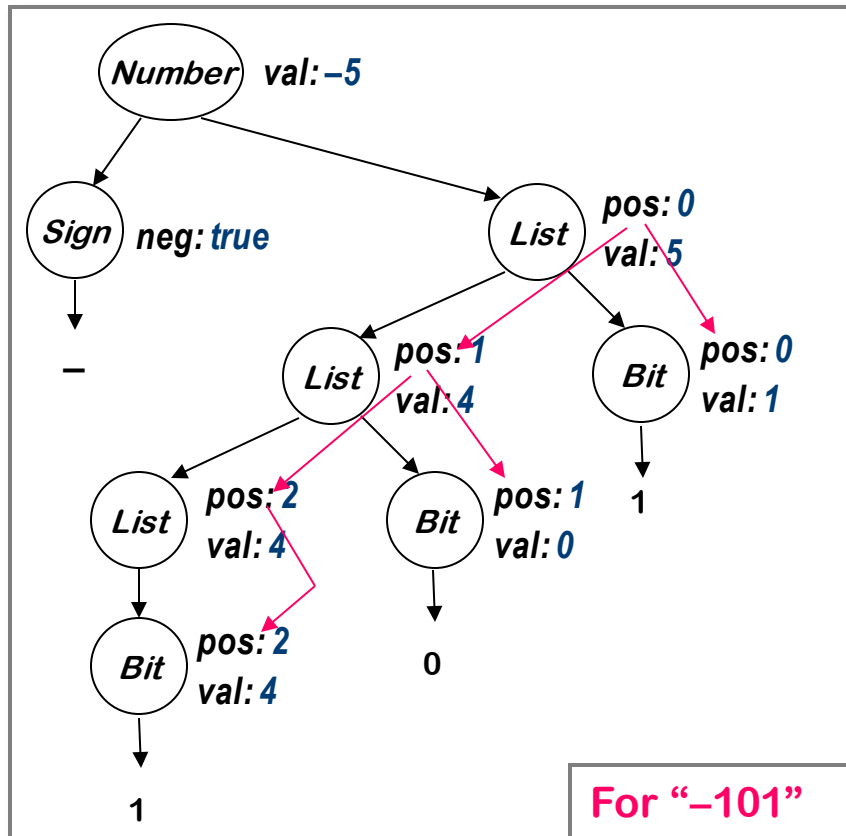 Number val: –5
Sign neg: true
List pos: 0
val: 5
–
List pos: 1
val: 4
Bit pos: 0
val: 1
List pos: 2
val: 4
Bit pos: 1
val: 0
1
Bit pos: 2
val: 4
0
1
For “–101”